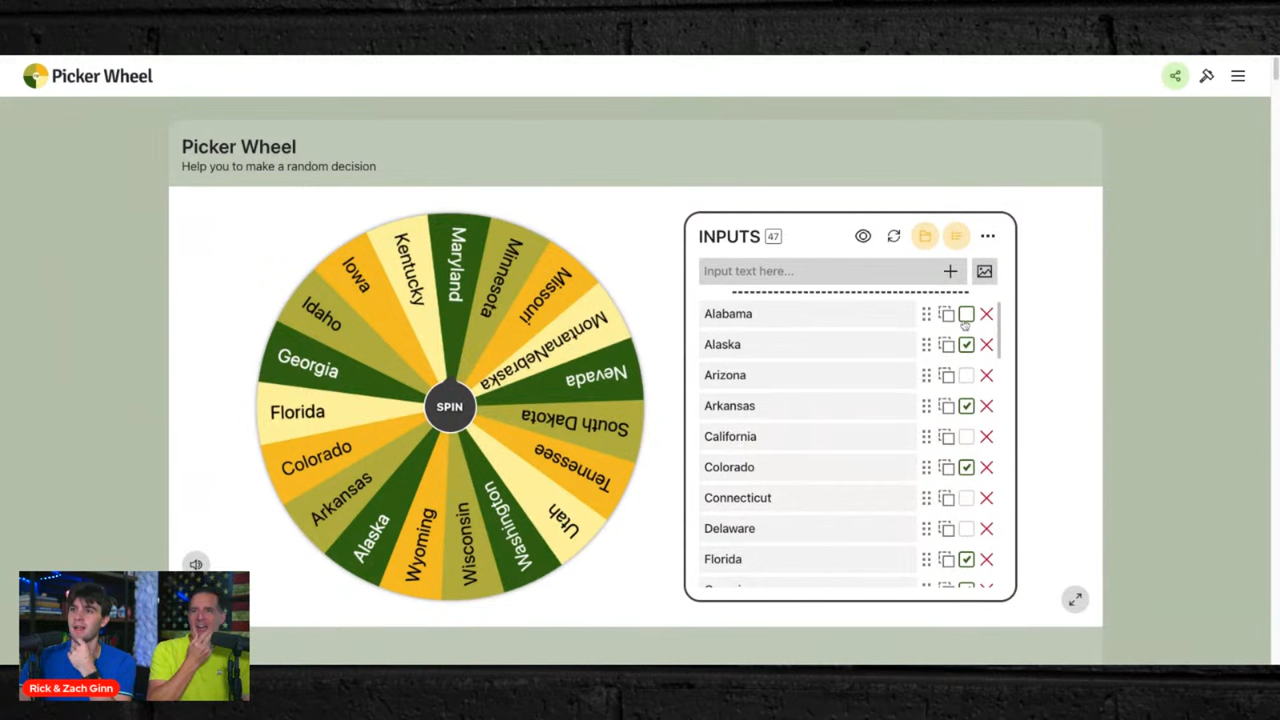 Picker Wheel
Picker Wheel
Help you to make a random decision
Maryland
Minnesota
Missouri
Montana
Nebraska
Nevada
South Dakota
Tennessee
Utah
Washington
Wisconsin
Wyoming
Alaska
Arkansas
Colorado
Florida
Georgia
Idaho
Iowa
Kentucky
SPIN
INPUTS 47
Input text here...
Alabama
Alaska
Arizona
Arkansas
California
Colorado
Connecticut
Delaware
Florida
Rick & Zach Ginn